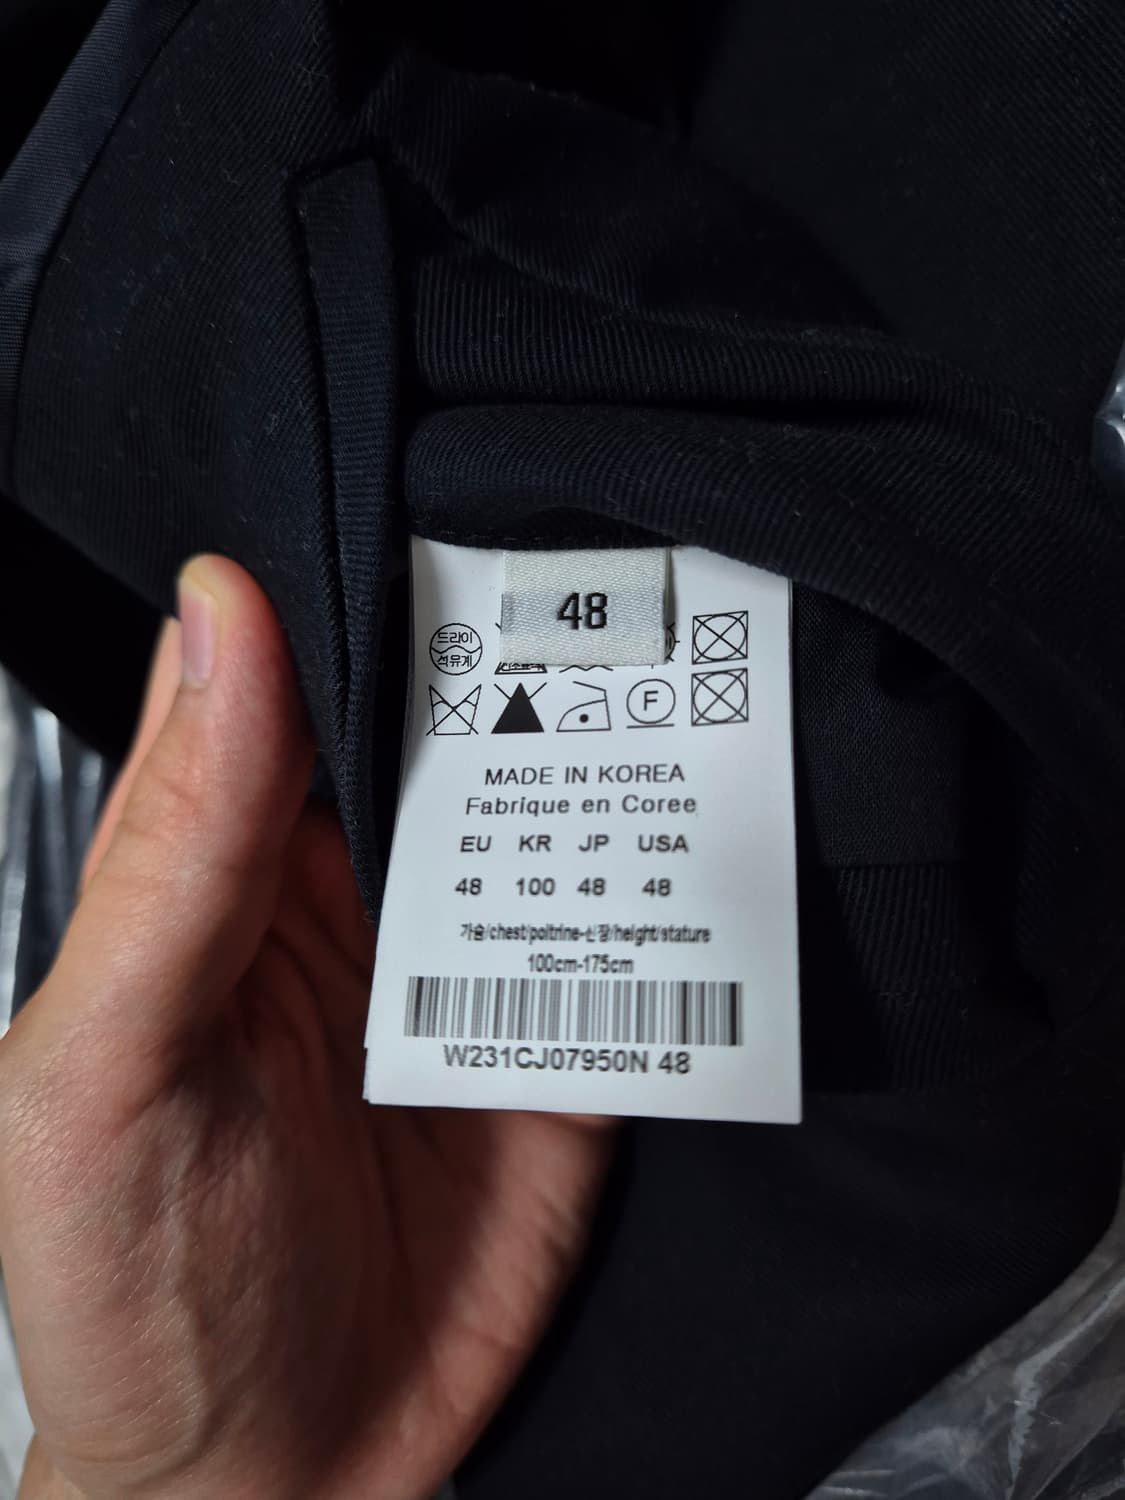 48
드라이
석유계
F
MADE IN KOREA
Fabrique en Coree
EU KR JP USA
48 100 48 48
가슴/chest/poitrine-신장/height/stature
100cm-175cm
W231CJ07950N 48